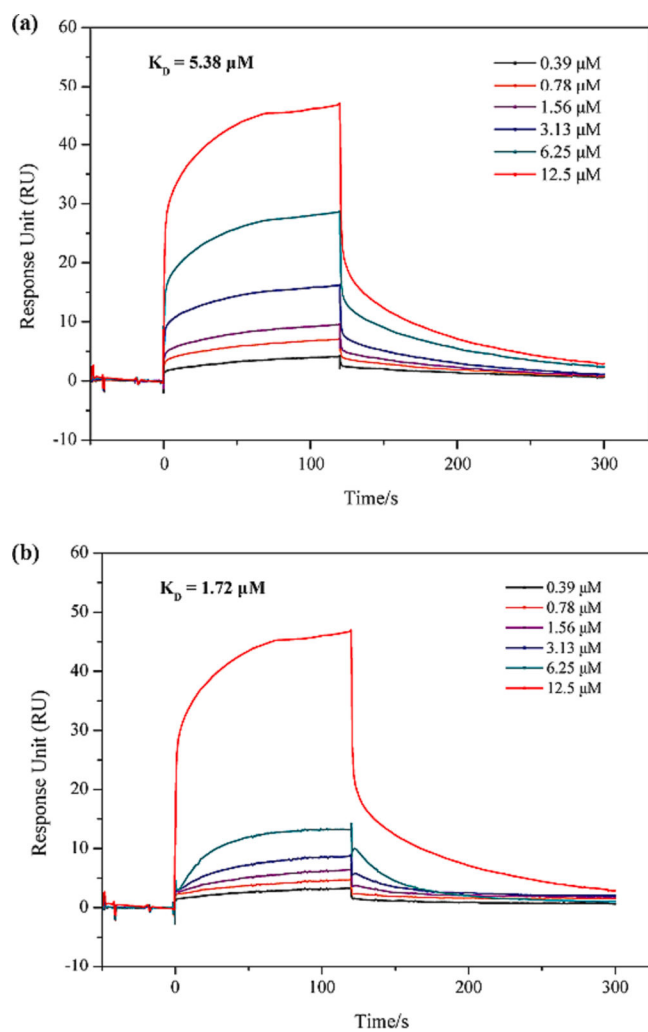 (a)
60
50
40
30
20
10
0
-10
Response Unit (RU)
K_D = 5.38 µM
0.39 µM
0.78 µM
1.56 µM
3.13 µM
6.25 µM
12.5 µM
0 100 200 300
Time/s
(b)
60
50
40
30
20
10
0
-10
Response Unit (RU)
K_D = 1.72 µM
0.39 µM
0.78 µM
1.56 µM
3.13 µM
6.25 µM
12.5 µM
0 100 200 300
Time/s